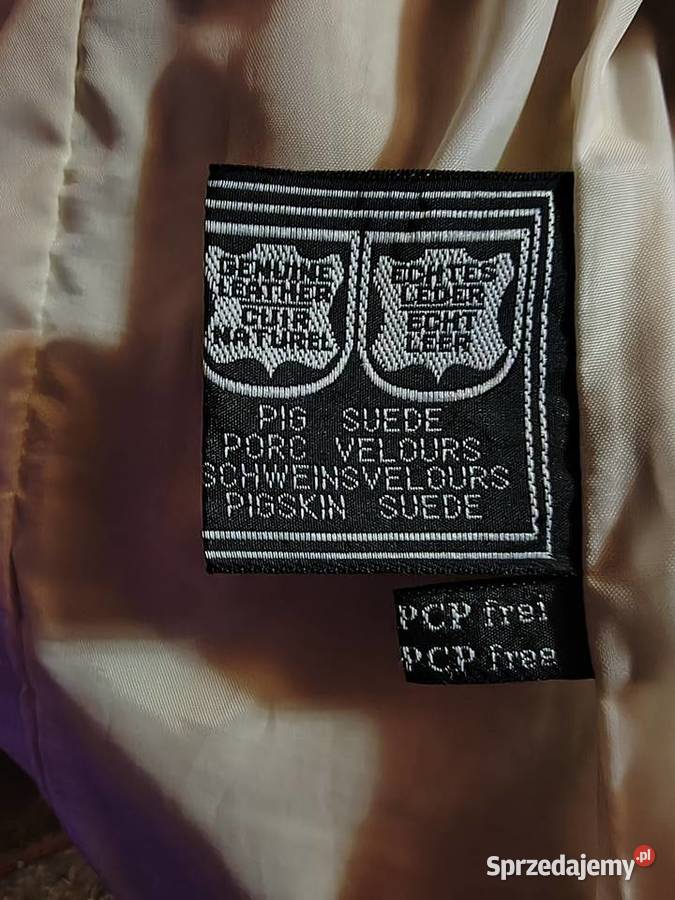 GENUINE
LEATHER
CUIR
NATUREL
ECHTES
LEDER
ECHT
LEER
PIG SUEDE
PORC VELOURS
SCHWEINSVELOURS
PIGSKIN SUEDE
PCP frei
PCP free
Sprzedajemy.pl